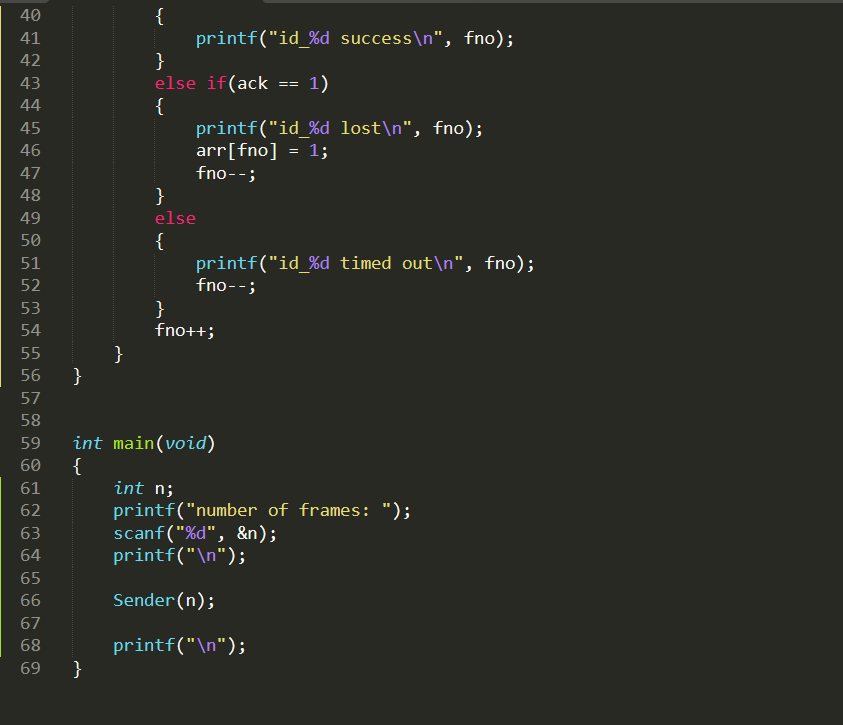 40 {
41 printf("id_%d success\n", fno);
42 }
43 else if(ack == 1)
44 {
45 printf("id_%d lost\n", fno);
46 arr[fno] = 1;
47 fno--;
48 }
49 else
50 {
51 printf("id_%d timed out\n", fno);
52 fno--;
53 }
54 fno++;
55 }
56 }
57
58
59 int main(void)
60 {
61 int n;
62 printf("number of frames: ");
63 scanf("%d", &n);
64 printf("\n");
65
66 Sender(n);
67
68 printf("\n");
69 }